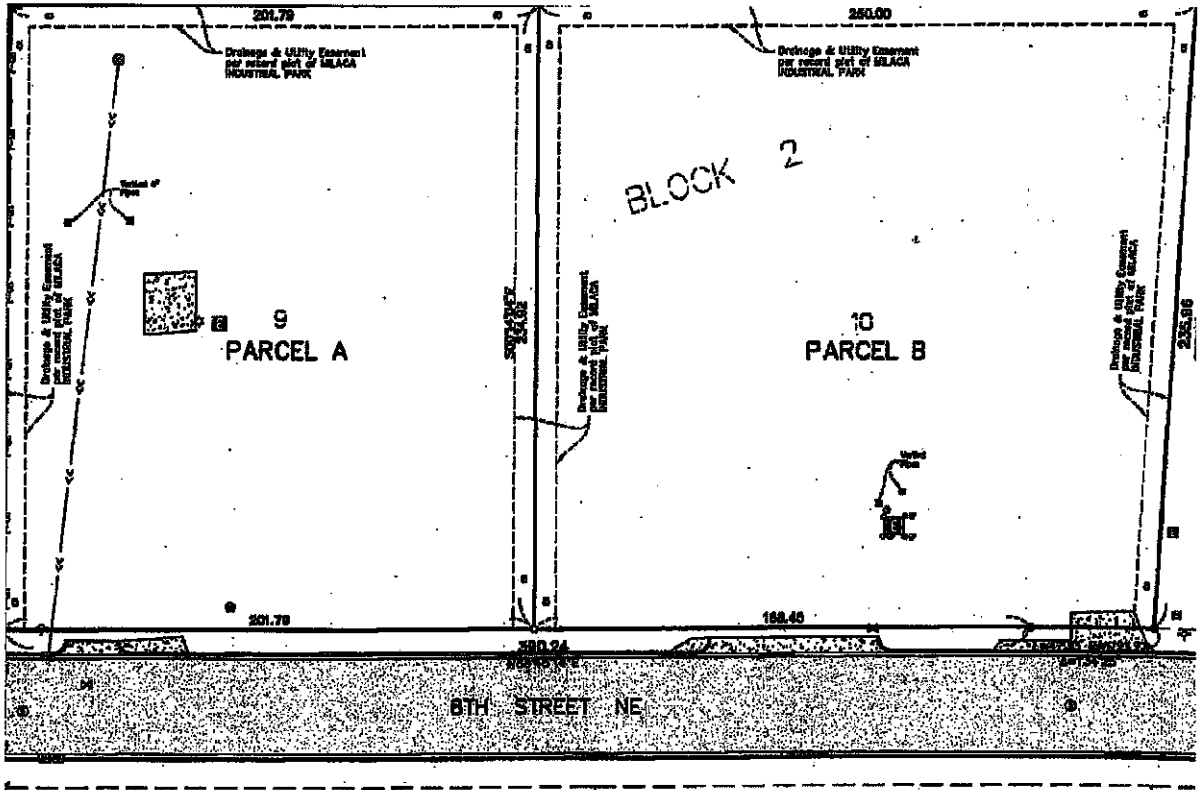 201.79
250.00
Drainage & Utility Easement
per record plat of MILACA
INDUSTRIAL PARK
Drainage & Utility Easement
per record plat of MILACA
INDUSTRIAL PARK
BLOCK 2
Drainage & Utility Easement
per record plat of MILACA
INDUSTRIAL PARK
9
PARCEL A
234.92
Drainage & Utility Easement
per record plat of MILACA
INDUSTRIAL PARK
10
PARCEL B
Drainage & Utility Easement
per record plat of MILACA
INDUSTRIAL PARK
235.86
201.79
390.24
8TH STREET NE